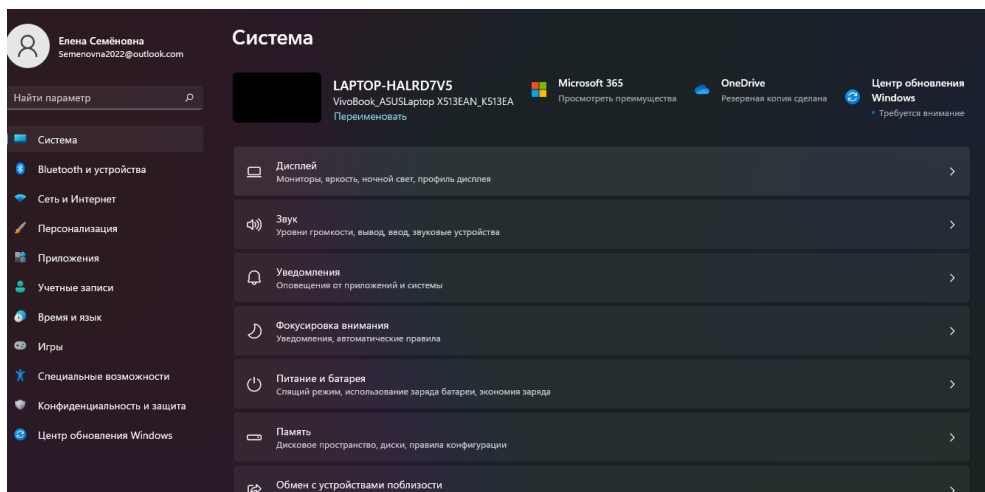 Елена Семёновна
Semenovna2022@outlook.com
Найти параметр
Система
Bluetooth и устройства
Сеть и Интернет
Персонализация
Приложения
Учетные записи
Время и язык
Игры
Специальные возможности
Конфиденциальность и защита
Центр обновления Windows
Система
LAPTOP-HALRD7V5
VivoBook_ASUSLaptop X513EAN_K513EA
Переименовать
Microsoft 365
Просмотреть преимущества
OneDrive
Резервная копия сделана
Центр обновления
Windows
• Требуется внимание
Дисплей
Мониторы, яркость, ночной свет, профиль дисплея
Звук
Уровни громкости, вывод, ввод, звуковые устройства
Уведомления
Оповещения от приложений и системы
Фокусировка внимания
Уведомления, автоматические правила
Питание и батарея
Спящий режим, использование заряда батареи, экономия заряда
Память
Дисковое пространство, диски, правила конфигурации
Обмен с устройствами поблизости